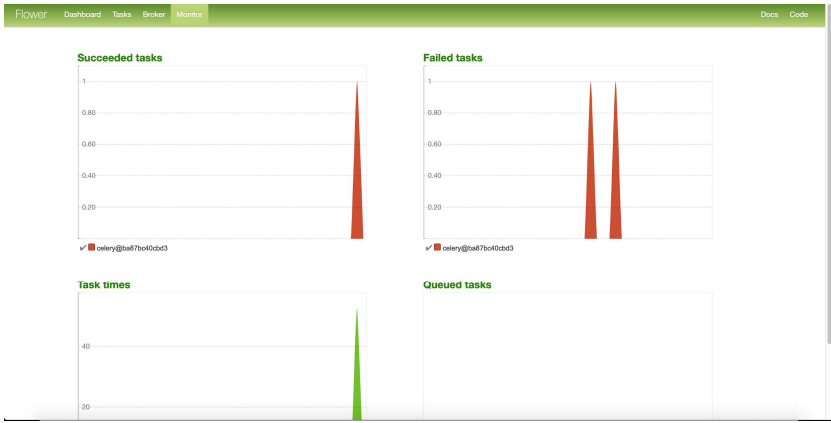 Flower Dashboard Tasks Broker Monitor Docs Code
Succeeded tasks
1
0.80
0.60
0.40
0.20
celery@ba87bc40cbd3
Failed tasks
1
0.80
0.60
0.40
0.20
celery@ba87bc40cbd3
Task times
40
20
Queued tasks